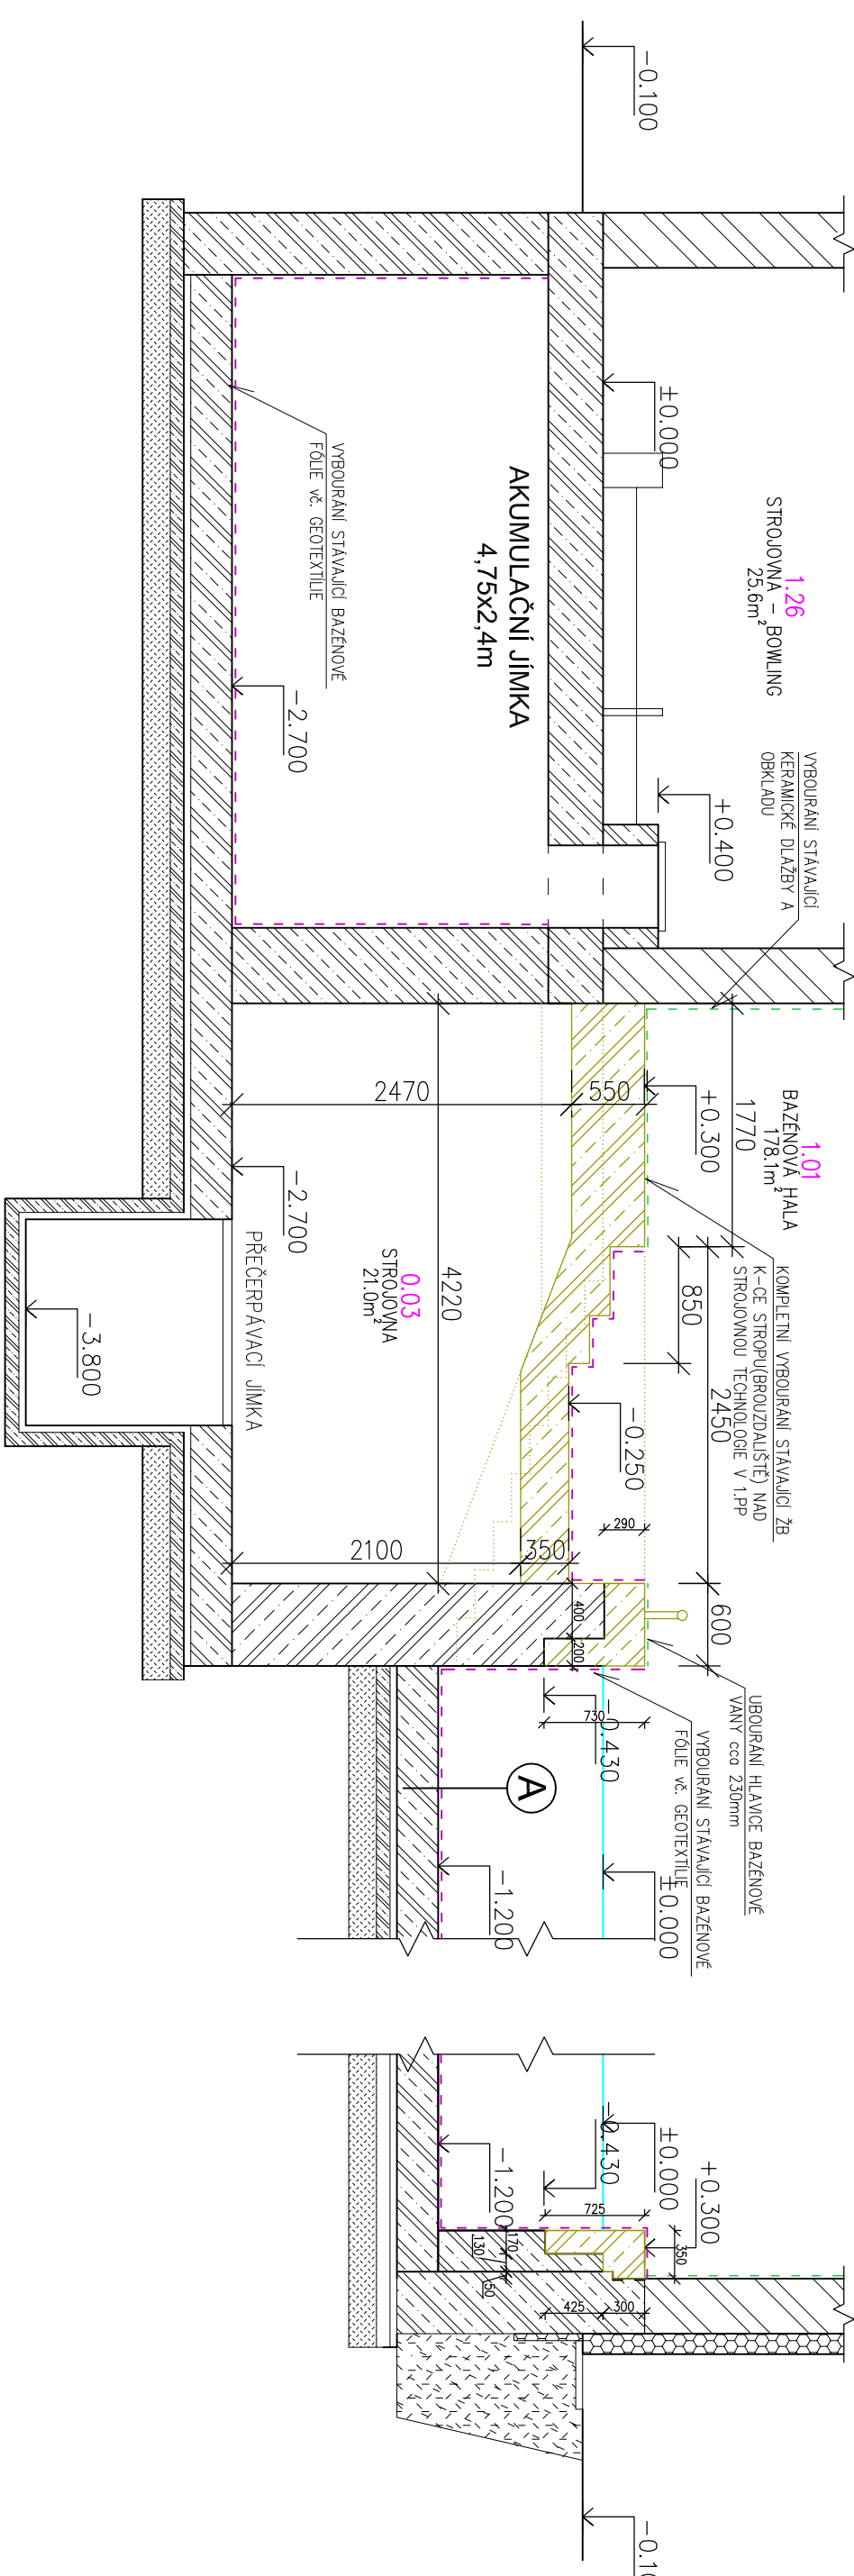 -0.100
±0.000
1.26
STROJOVNA - BOWLING
25.6m²
AKUMULAČNÍ JÍMKA
4,75x2,4m
VYBOURÁNÍ STÁVAJÍCÍ BAZÉNOVÉ
FÓLIE vč. GEOTEXTÍLIE
-2.700
+0.400
VYBOURÁNÍ STÁVAJÍCÍ
KERAMICKÉ DLAŽBY A
OBKLADU
1.01
BAZÉNOVÁ HALA
178.1m²
1770
+0.300
550
2470
-2.700
4220
0.03
STROJOVNA
21.0m²
PŘEČERPÁVACÍ JÍMKA
-3.800
KOMPLETNÍ VYBOURÁNÍ STÁVAJÍCÍ ŽB
K-CE STROPU(BROUZDALIŠTĚ) NAD
STROJOVNOU TECHNOLOGIE V 1.PP
850
2450
-0.250
290
350
2100
600
400
200
UBOURÁNÍ HLAVICE BAZÉNOVÉ
VANY cca 230mm
VYBOURÁNÍ STÁVAJÍCÍ BAZÉNOVÉ
FÓLIE vč. GEOTEXTÍLIE
730
-0.430
A
±0.000
-1.200
+0.300
±0.000
-0.430
-1.200
725
350
170
130
50
425
300